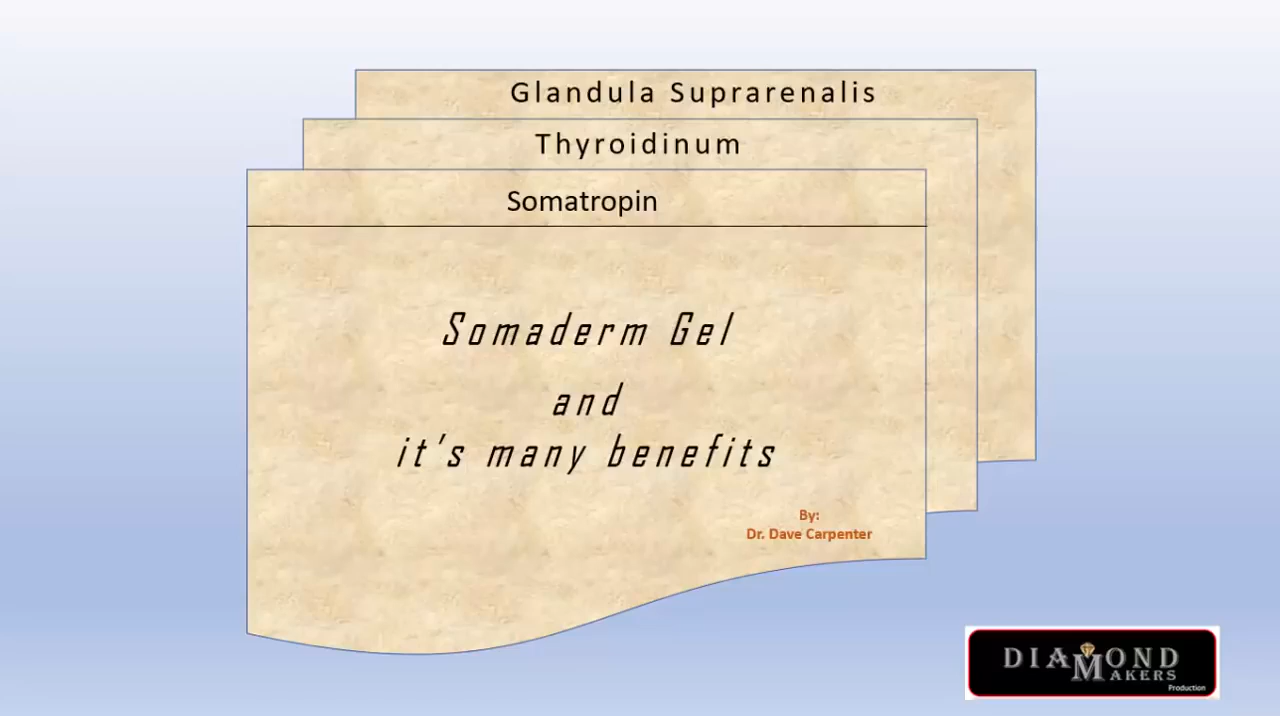 Glandula Suprarenalis
Thyroidinum
Somatropin
Somaderm Gel
and
it's many benefits
By:
Dr. Dave Carpenter
DIAMOND
MAKERS
Production